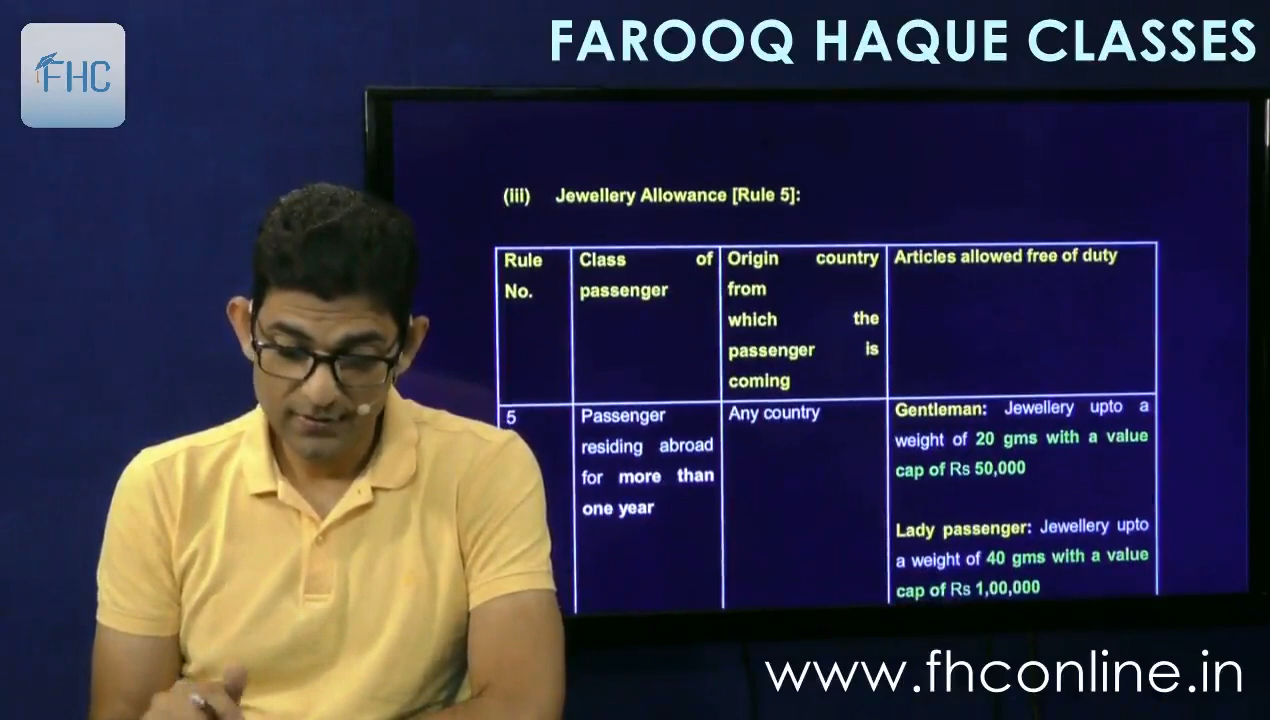 FHC
FAROOQ HAQUE CLASSES
(iii) Jewellery Allowance [Rule 5]:
Rule No.
Class of passenger
Origin country from which the passenger is coming
Articles allowed free of duty
5
Passenger residing abroad for more than one year
Any country
Gentleman: Jewellery upto a
weight of 20 gms with a value
cap of Rs 50,000
Lady passenger: Jewellery upto
a weight of 40 gms with a value
cap of Rs 1,00,000
www.fhconline.in